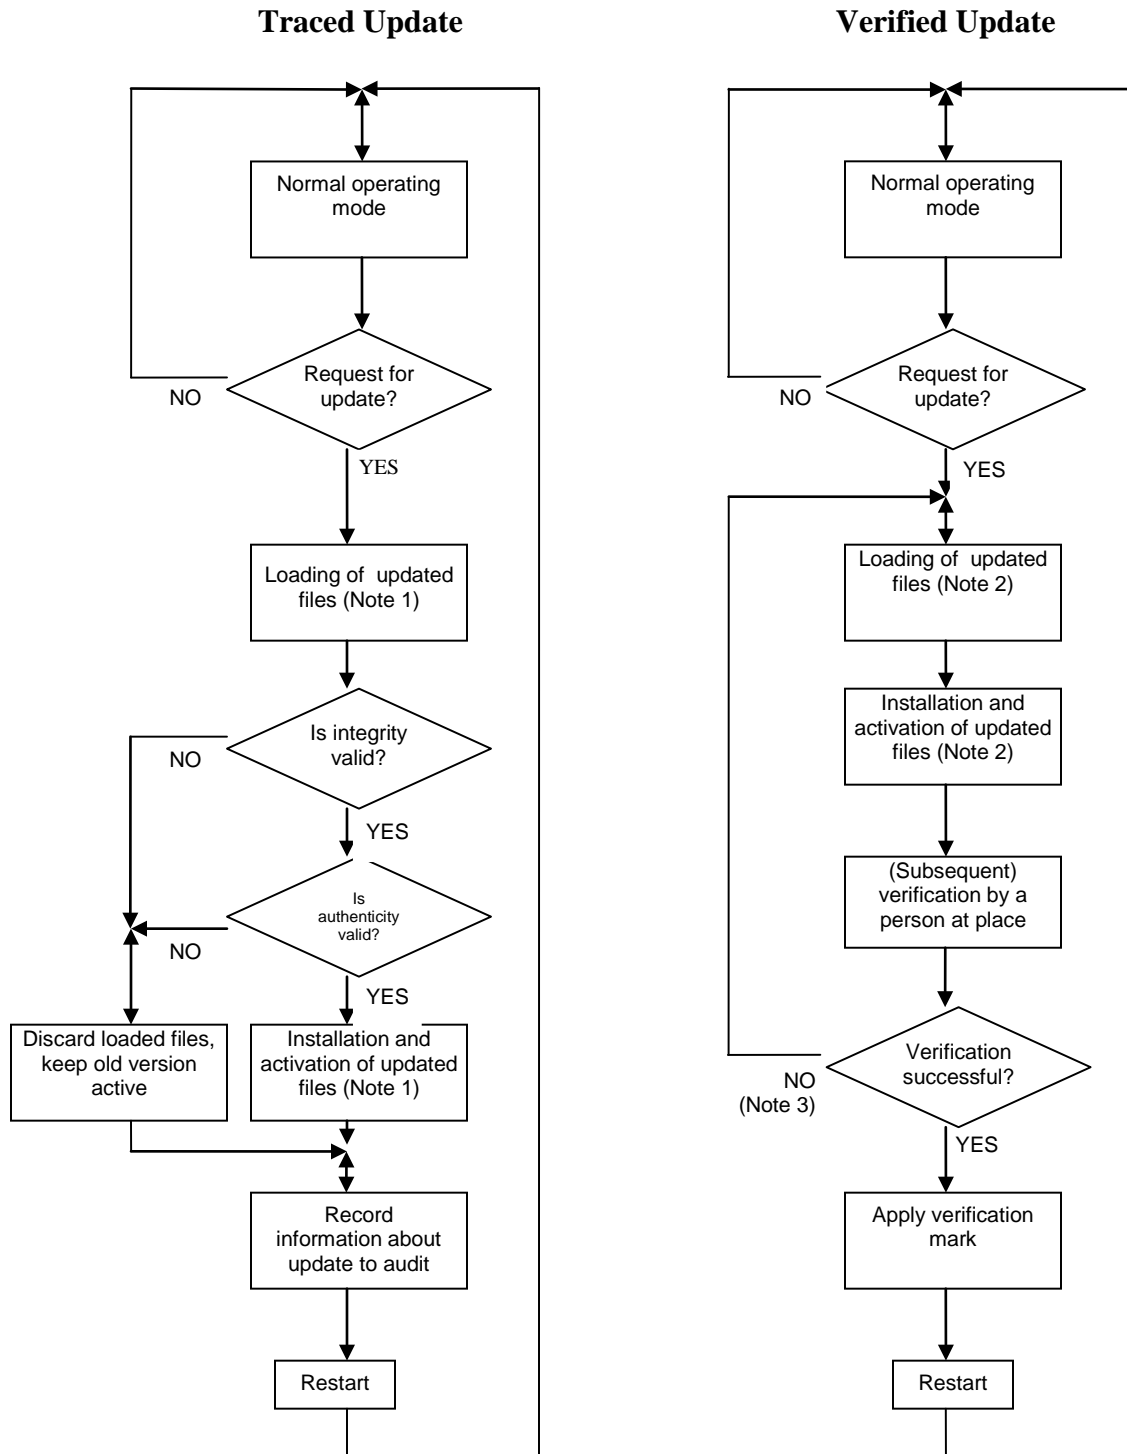 Traced Update
Normal operating
mode
Request for
update?
NO
YES
Loading of updated
files (Note 1)
Is integrity
valid?
NO
YES
Is
authenticity
valid?
NO
YES
Discard loaded files,
keep old version
active
Installation and
activation of updated
files (Note 1)
Record
information about
update to audit
Restart
Verified Update
Normal operating
mode
Request for
update?
NO
YES
Loading of updated
files (Note 2)
Installation and
activation of updated
files (Note 2)
(Subsequent)
verification by a
person at place
Verification
successful?
NO
(Note 3)
YES
Apply verification
mark
Restart